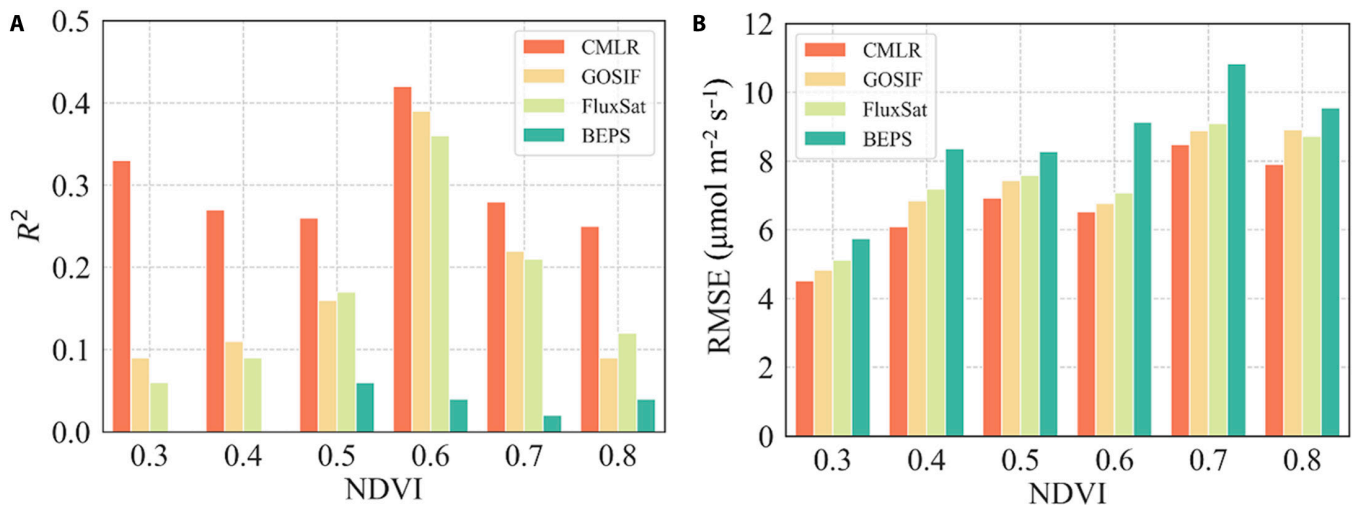 A
R²
0.5
0.4
0.3
0.2
0.1
0.0
CMLR
GOSIF
FluxSat
BEPS
0.3 0.4 0.5 0.6 0.7 0.8
NDVI
B
RMSE (μmol m⁻² s⁻¹)
12
10
8
6
4
2
0
CMLR
GOSIF
FluxSat
BEPS
0.3 0.4 0.5 0.6 0.7 0.8
NDVI